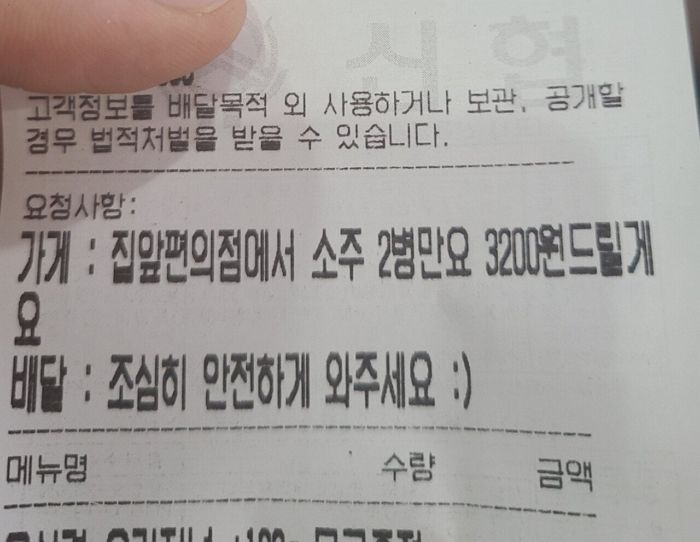 신협
고객정보를 배달목적 외 사용하거나 보관, 공개할
경우 법적처벌을 받을 수 있습니다.
요청사항:
가게 : 집앞편의점에서 소주 2병만요 3200원드릴게
요
배달 : 조심히 안전하게 와주세요 :)
메뉴명 수량 금액